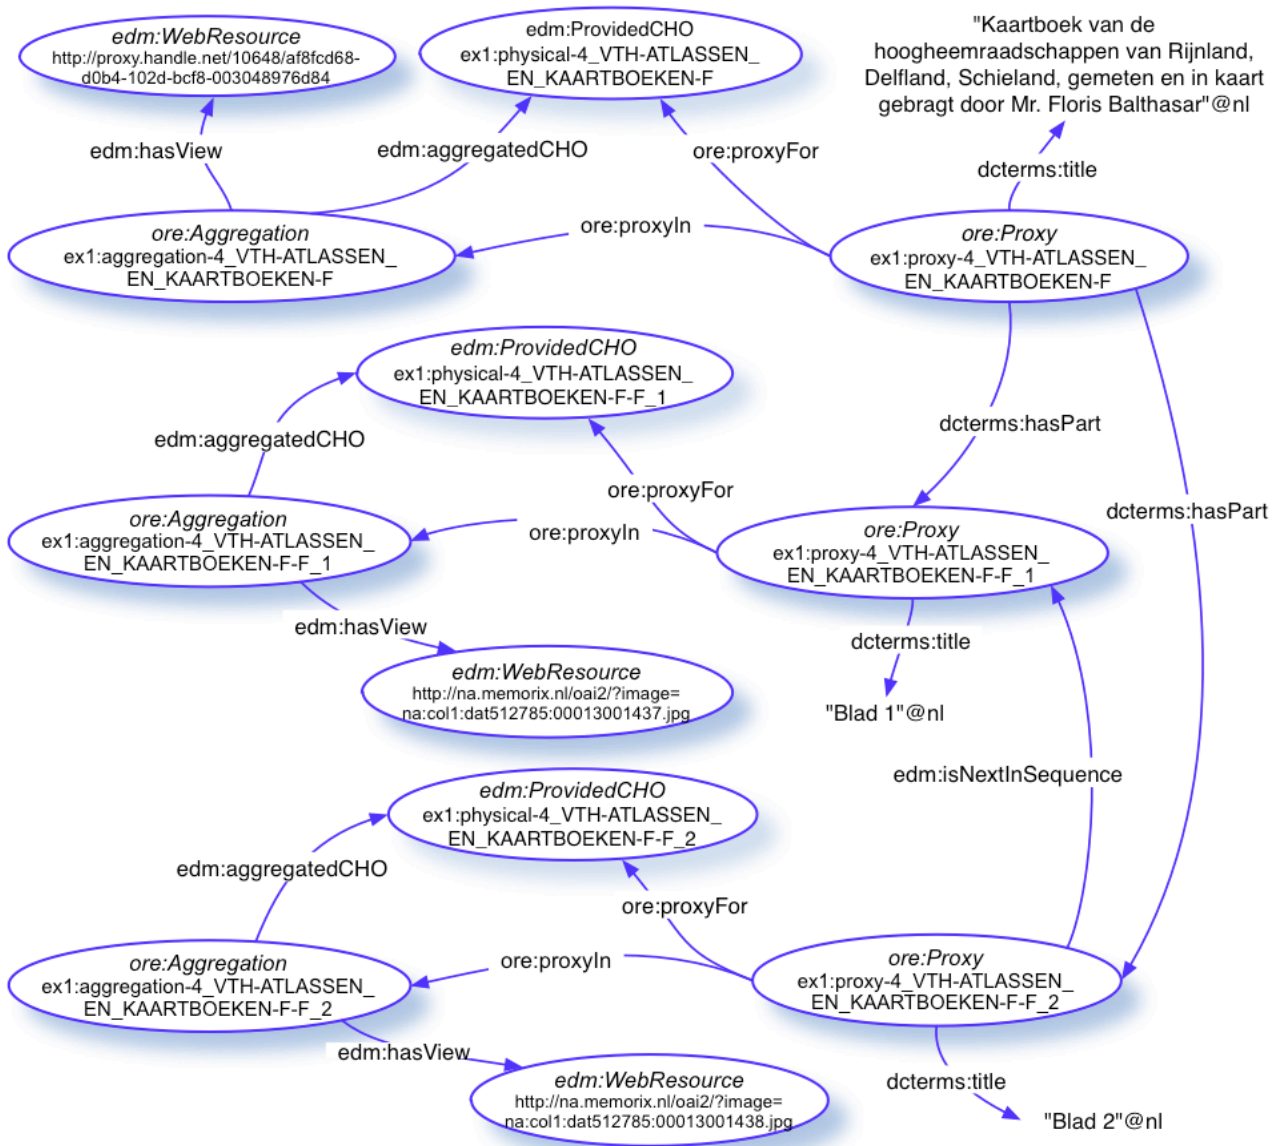 edm:WebResource
http://proxy.handle.net/10648/af8fcd68-
d0b4-102d-bcf8-003048976d84
edm:ProvidedCHO
ex1:physical-4_VTH-ATLASSEN_
EN_KAARTBOEKEN-F
"Kaartboek van de
hoogheemraadschappen van Rijnland,
Delfland, Schieland, gemeten en in kaart
gebragt door Mr. Floris Balthasar"@nl
edm:hasView
edm:aggregatedCHO
ore:proxyFor
dcterms:title
ore:Aggregation
ex1:aggregation-4_VTH-ATLASSEN_
EN_KAARTBOEKEN-F
ore:proxyIn
ore:Proxy
ex1:proxy-4_VTH-ATLASSEN_
EN_KAARTBOEKEN-F
edm:ProvidedCHO
ex1:physical-4_VTH-ATLASSEN_
EN_KAARTBOEKEN-F-F_1
edm:aggregatedCHO
dcterms:hasPart
ore:proxyFor
dcterms:hasPart
ore:Aggregation
ex1:aggregation-4_VTH-ATLASSEN_
EN_KAARTBOEKEN-F-F_1
ore:proxyIn
ore:Proxy
ex1:proxy-4_VTH-ATLASSEN_
EN_KAARTBOEKEN-F-F_1
edm:hasView
dcterms:title
edm:WebResource
http://na.memorix.nl/oai2/?image=
na:col1:dat512785:00013001437.jpg
"Blad 1"@nl
edm:isNextInSequence
edm:ProvidedCHO
ex1:physical-4_VTH-ATLASSEN_
EN_KAARTBOEKEN-F-F_2
edm:aggregatedCHO
ore:proxyFor
ore:Aggregation
ex1:aggregation-4_VTH-ATLASSEN_
EN_KAARTBOEKEN-F-F_2
ore:proxyIn
ore:Proxy
ex1:proxy-4_VTH-ATLASSEN_
EN_KAARTBOEKEN-F-F_2
edm:hasView
dcterms:title
edm:WebResource
http://na.memorix.nl/oai2/?image=
na:col1:dat512785:00013001438.jpg
"Blad 2"@nl